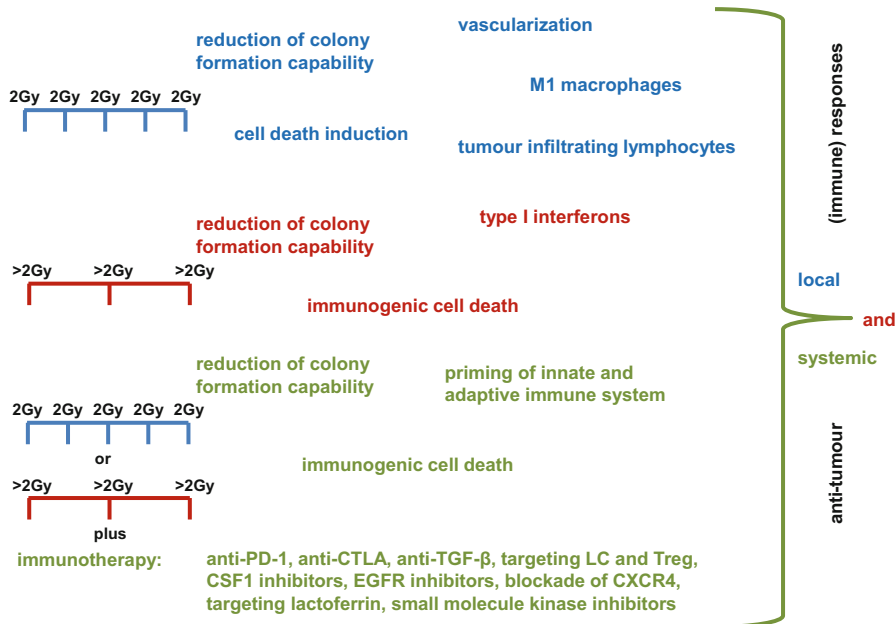 reduction of colony
formation capability
vascularization
M1 macrophages
2Gy 2Gy 2Gy 2Gy 2Gy
cell death induction
tumour infiltrating lymphocytes
reduction of colony
formation capability
type I interferons
>2Gy >2Gy >2Gy
immunogenic cell death
reduction of colony
formation capability
priming of innate and
adaptive immune system
2Gy 2Gy 2Gy 2Gy 2Gy
or
immunogenic cell death
>2Gy >2Gy >2Gy
plus
immunotherapy:
anti-PD-1, anti-CTLA, anti-TGF-β, targeting LC and Treg,
CSF1 inhibitors, EGFR inhibitors, blockade of CXCR4,
targeting lactoferrin, small molecule kinase inhibitors
(immune) responses
local
and
systemic
anti-tumour